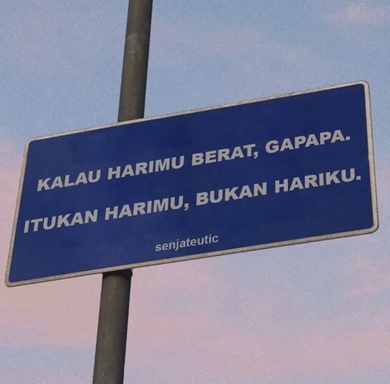 KALAU HARIMU BERAT, GAPAPA.
ITUKAN HARIMU, BUKAN HARIKU.
senjateutic